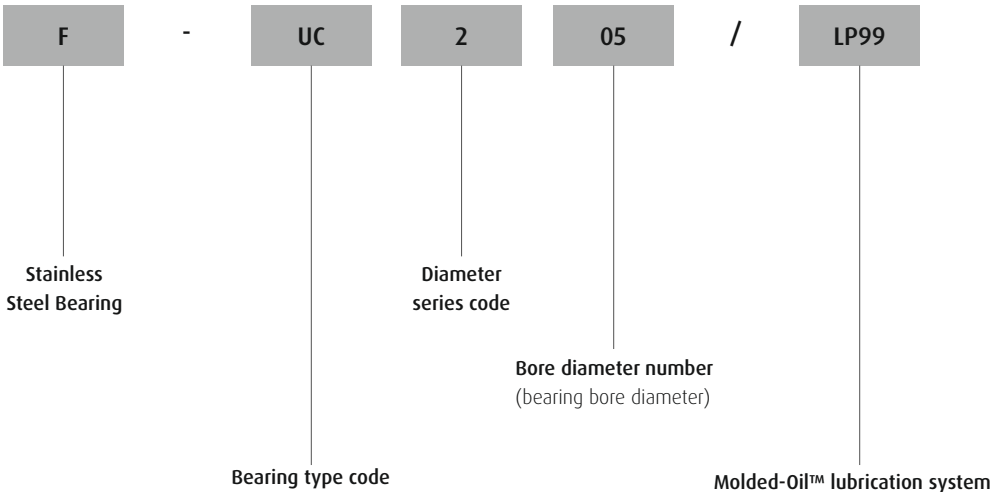 F - UC 2 05 / LP99
Stainless
Steel Bearing
Diameter
series code
Bore diameter number
(bearing bore diameter)
Bearing type code
Molded-Oil™ lubrication system